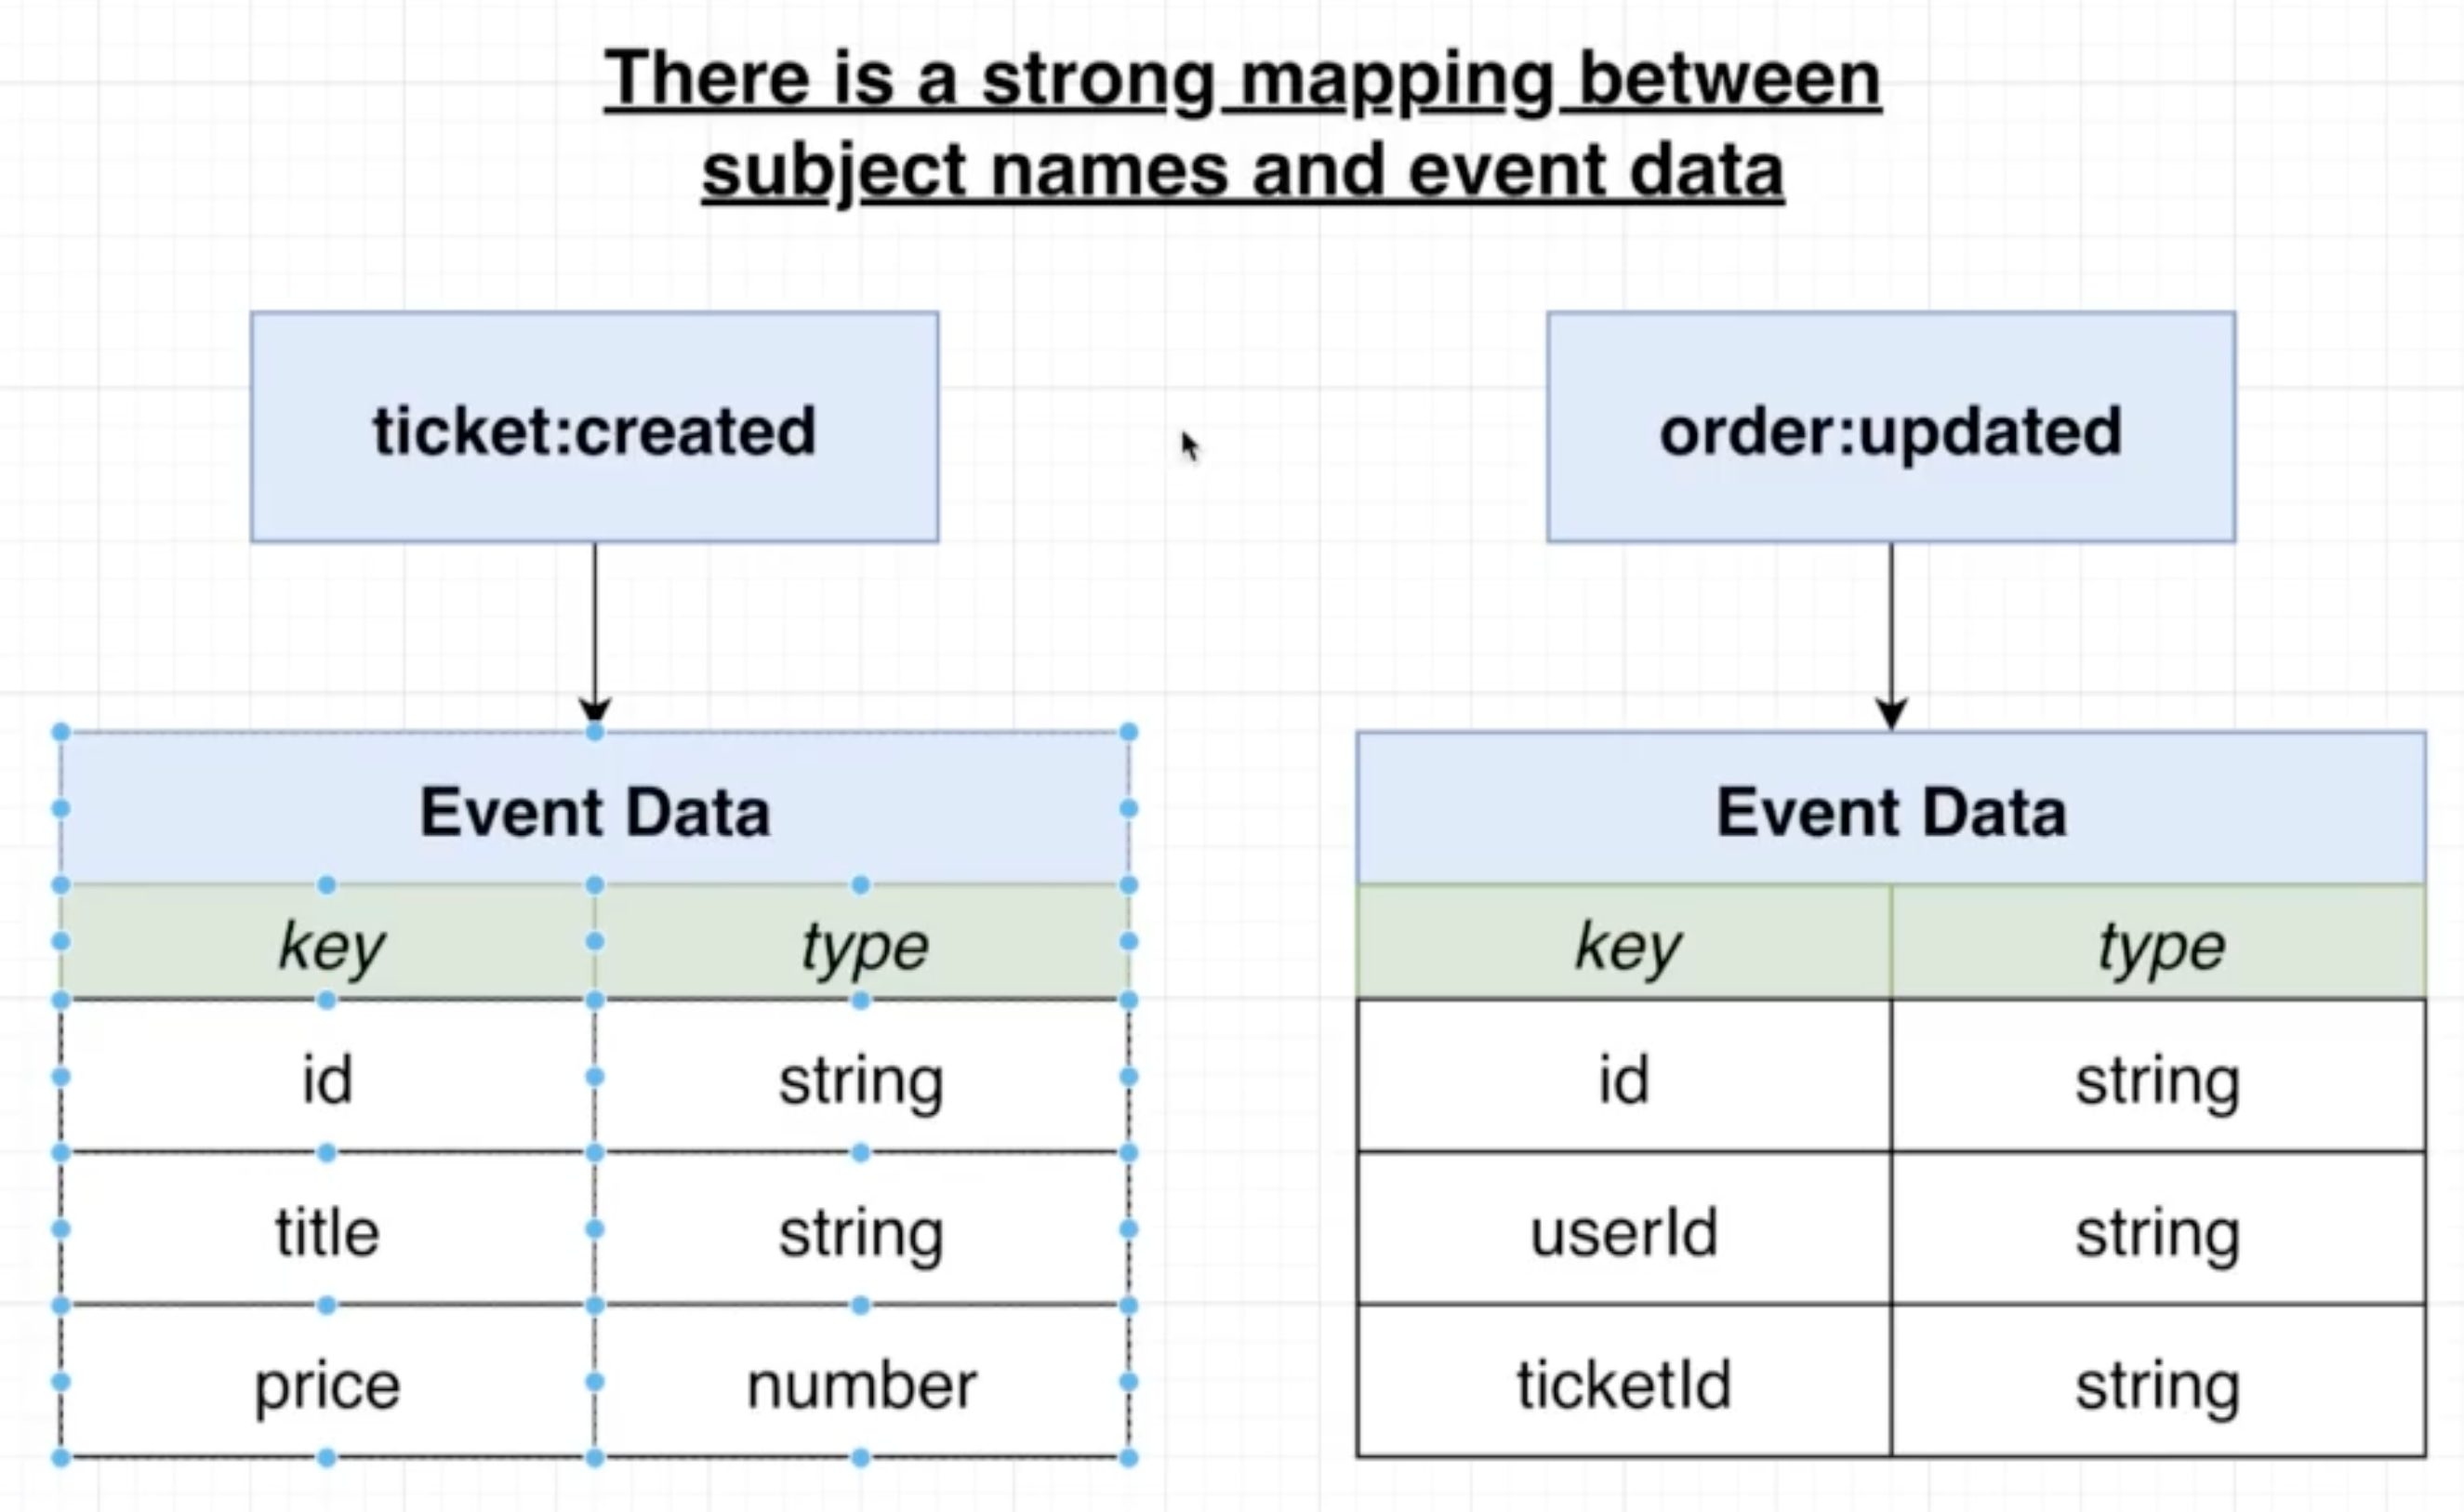 There is a strong mapping between
subject names and event data
ticket:created
order:updated
Event Data
key type
id string
title string
price number
Event Data
key type
id string
userId string
ticketId string